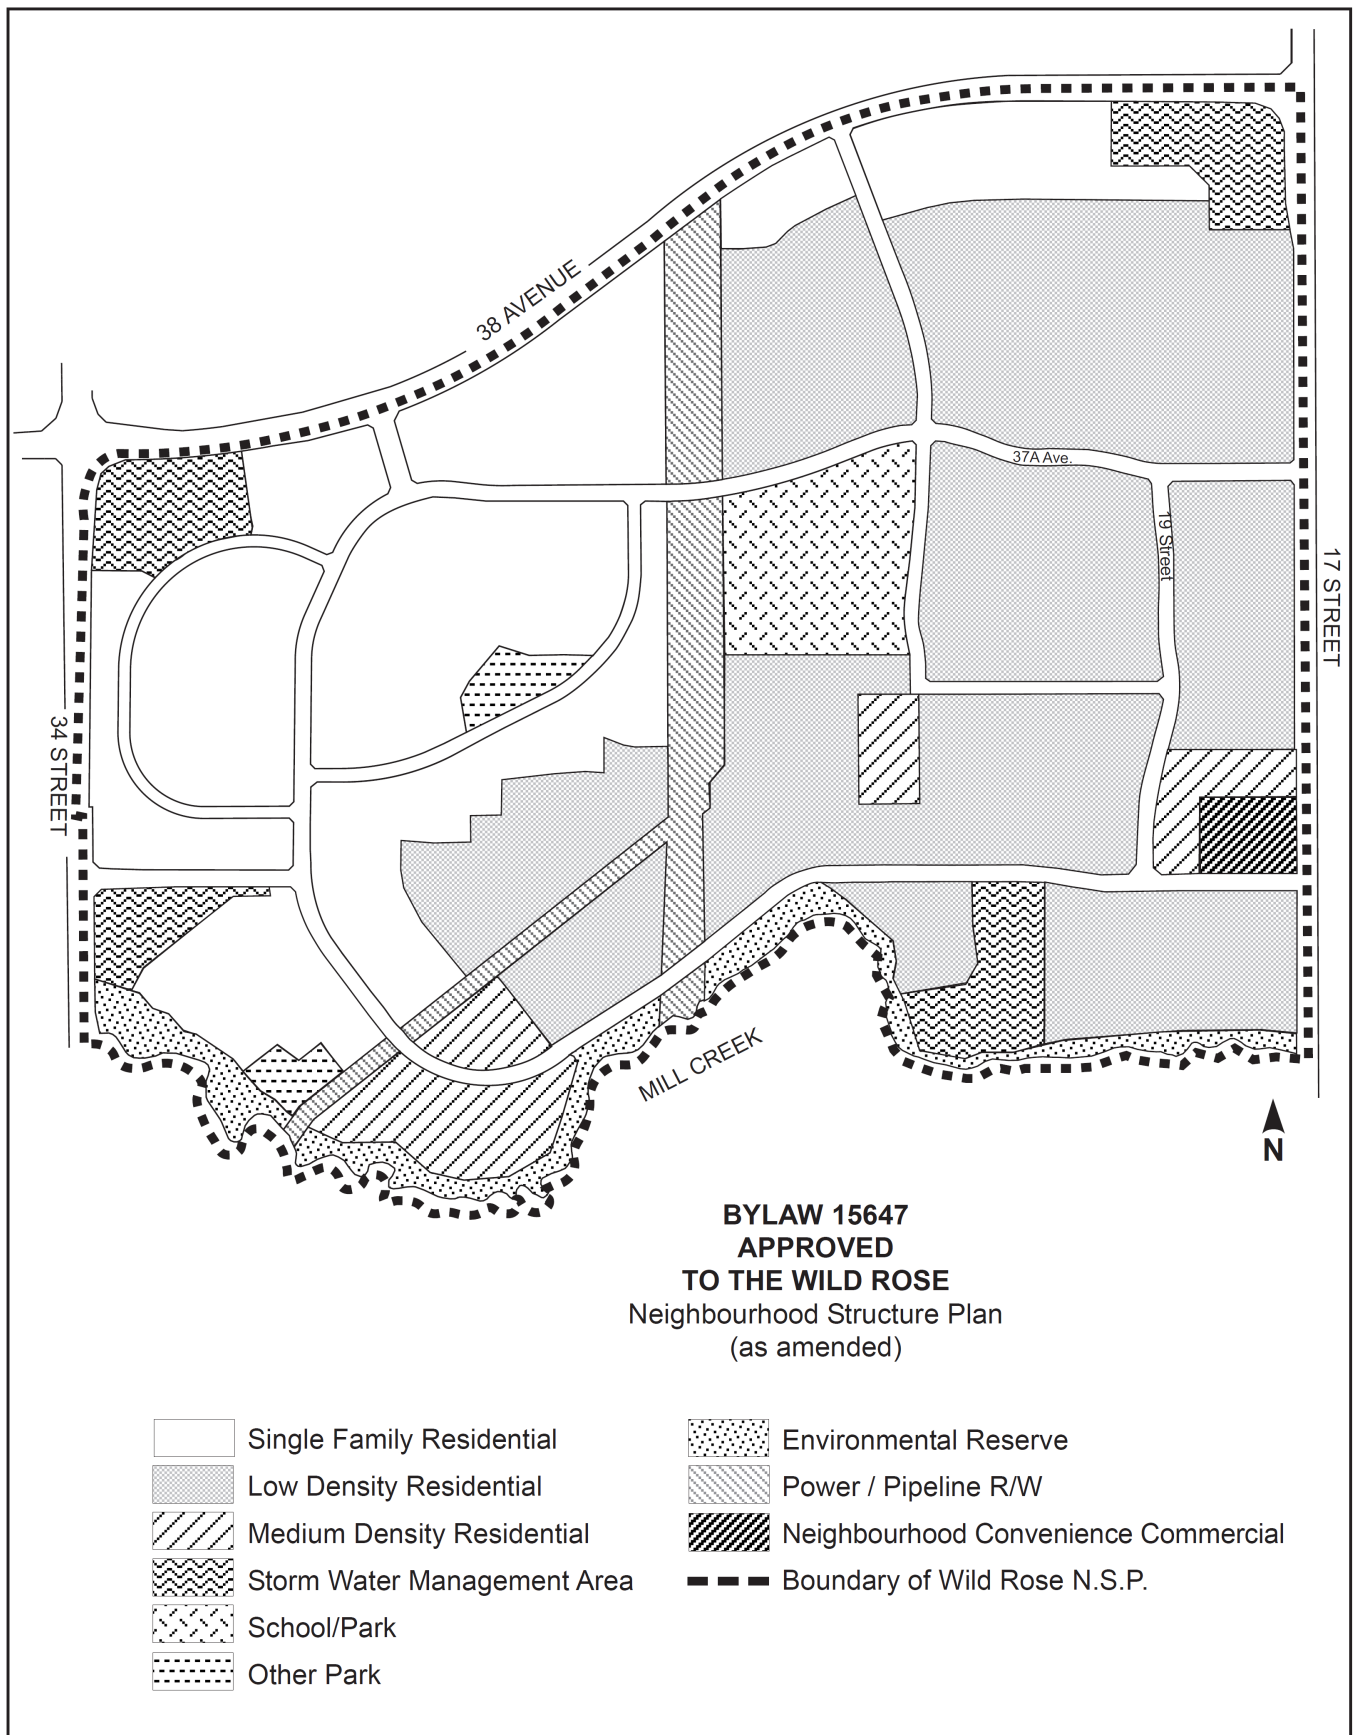 38 AVENUE
37A Ave.
19 Street
17 STREET
34 STREET
MILL CREEK
N
BYLAW 15647
APPROVED
TO THE WILD ROSE
Neighbourhood Structure Plan
(as amended)
Single Family Residential
Low Density Residential
Medium Density Residential
Storm Water Management Area
School/Park
Other Park
Environmental Reserve
Power / Pipeline R/W
Neighbourhood Convenience Commercial
Boundary of Wild Rose N.S.P.